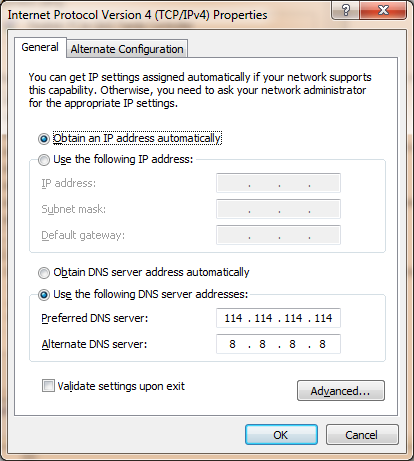 Internet Protocol Version 4 (TCP/IPv4) Properties
General
Alternate Configuration
You can get IP settings assigned automatically if your network supports
this capability. Otherwise, you need to ask your network administrator
for the appropriate IP settings.
Obtain an IP address automatically
Use the following IP address:
IP address: . . .
Subnet mask: . . .
Default gateway: . . .
Obtain DNS server address automatically
Use the following DNS server addresses:
Preferred DNS server: 114 . 114 . 114 . 114
Alternate DNS server: 8 . 8 . 8 . 8
Validate settings upon exit
Advanced...
OK Cancel